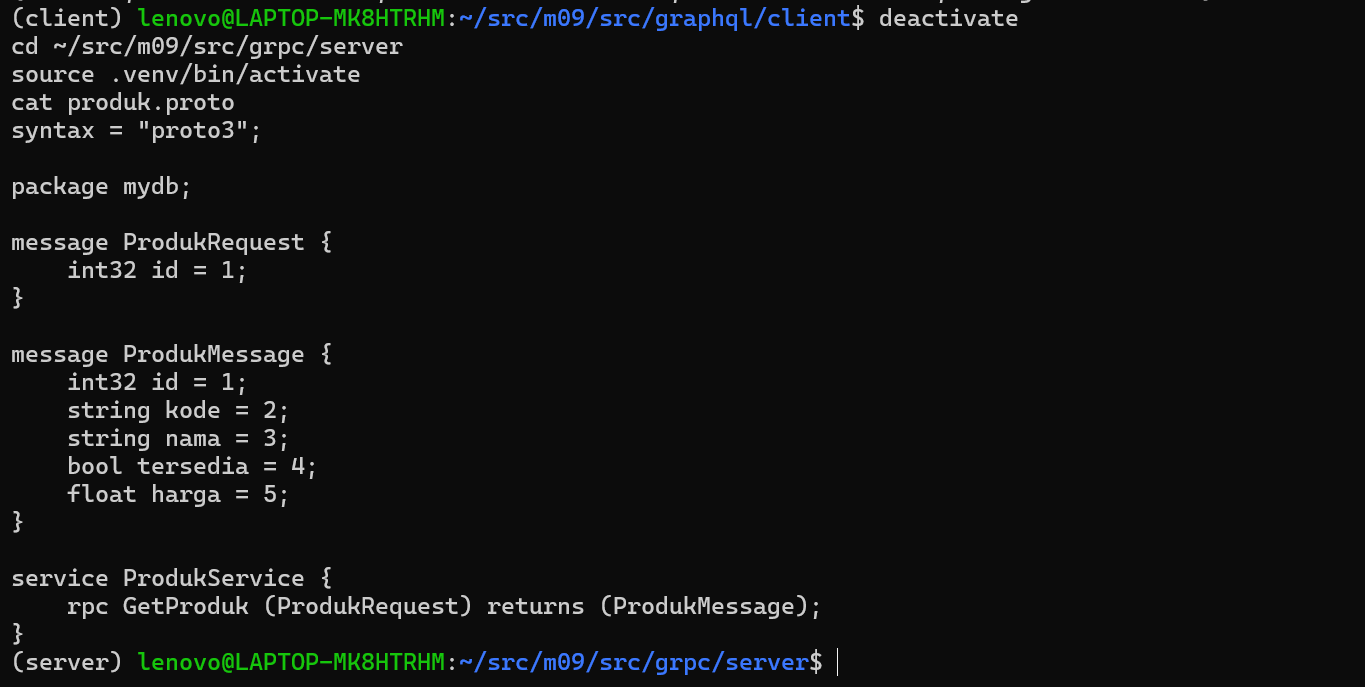 (client) lenovo@LAPTOP-MK8HTRHM:~/src/m09/src/graphql/client$ deactivate
cd ~/src/m09/src/grpc/server
source .venv/bin/activate
cat produk.proto
syntax = "proto3";

package mydb;

message ProdukRequest {
    int32 id = 1;
}

message ProdukMessage {
    int32 id = 1;
    string kode = 2;
    string nama = 3;
    bool tersedia = 4;
    float harga = 5;
}

service ProdukService {
    rpc GetProduk (ProdukRequest) returns (ProdukMessage);
}
(server) lenovo@LAPTOP-MK8HTRHM:~/src/m09/src/grpc/server$